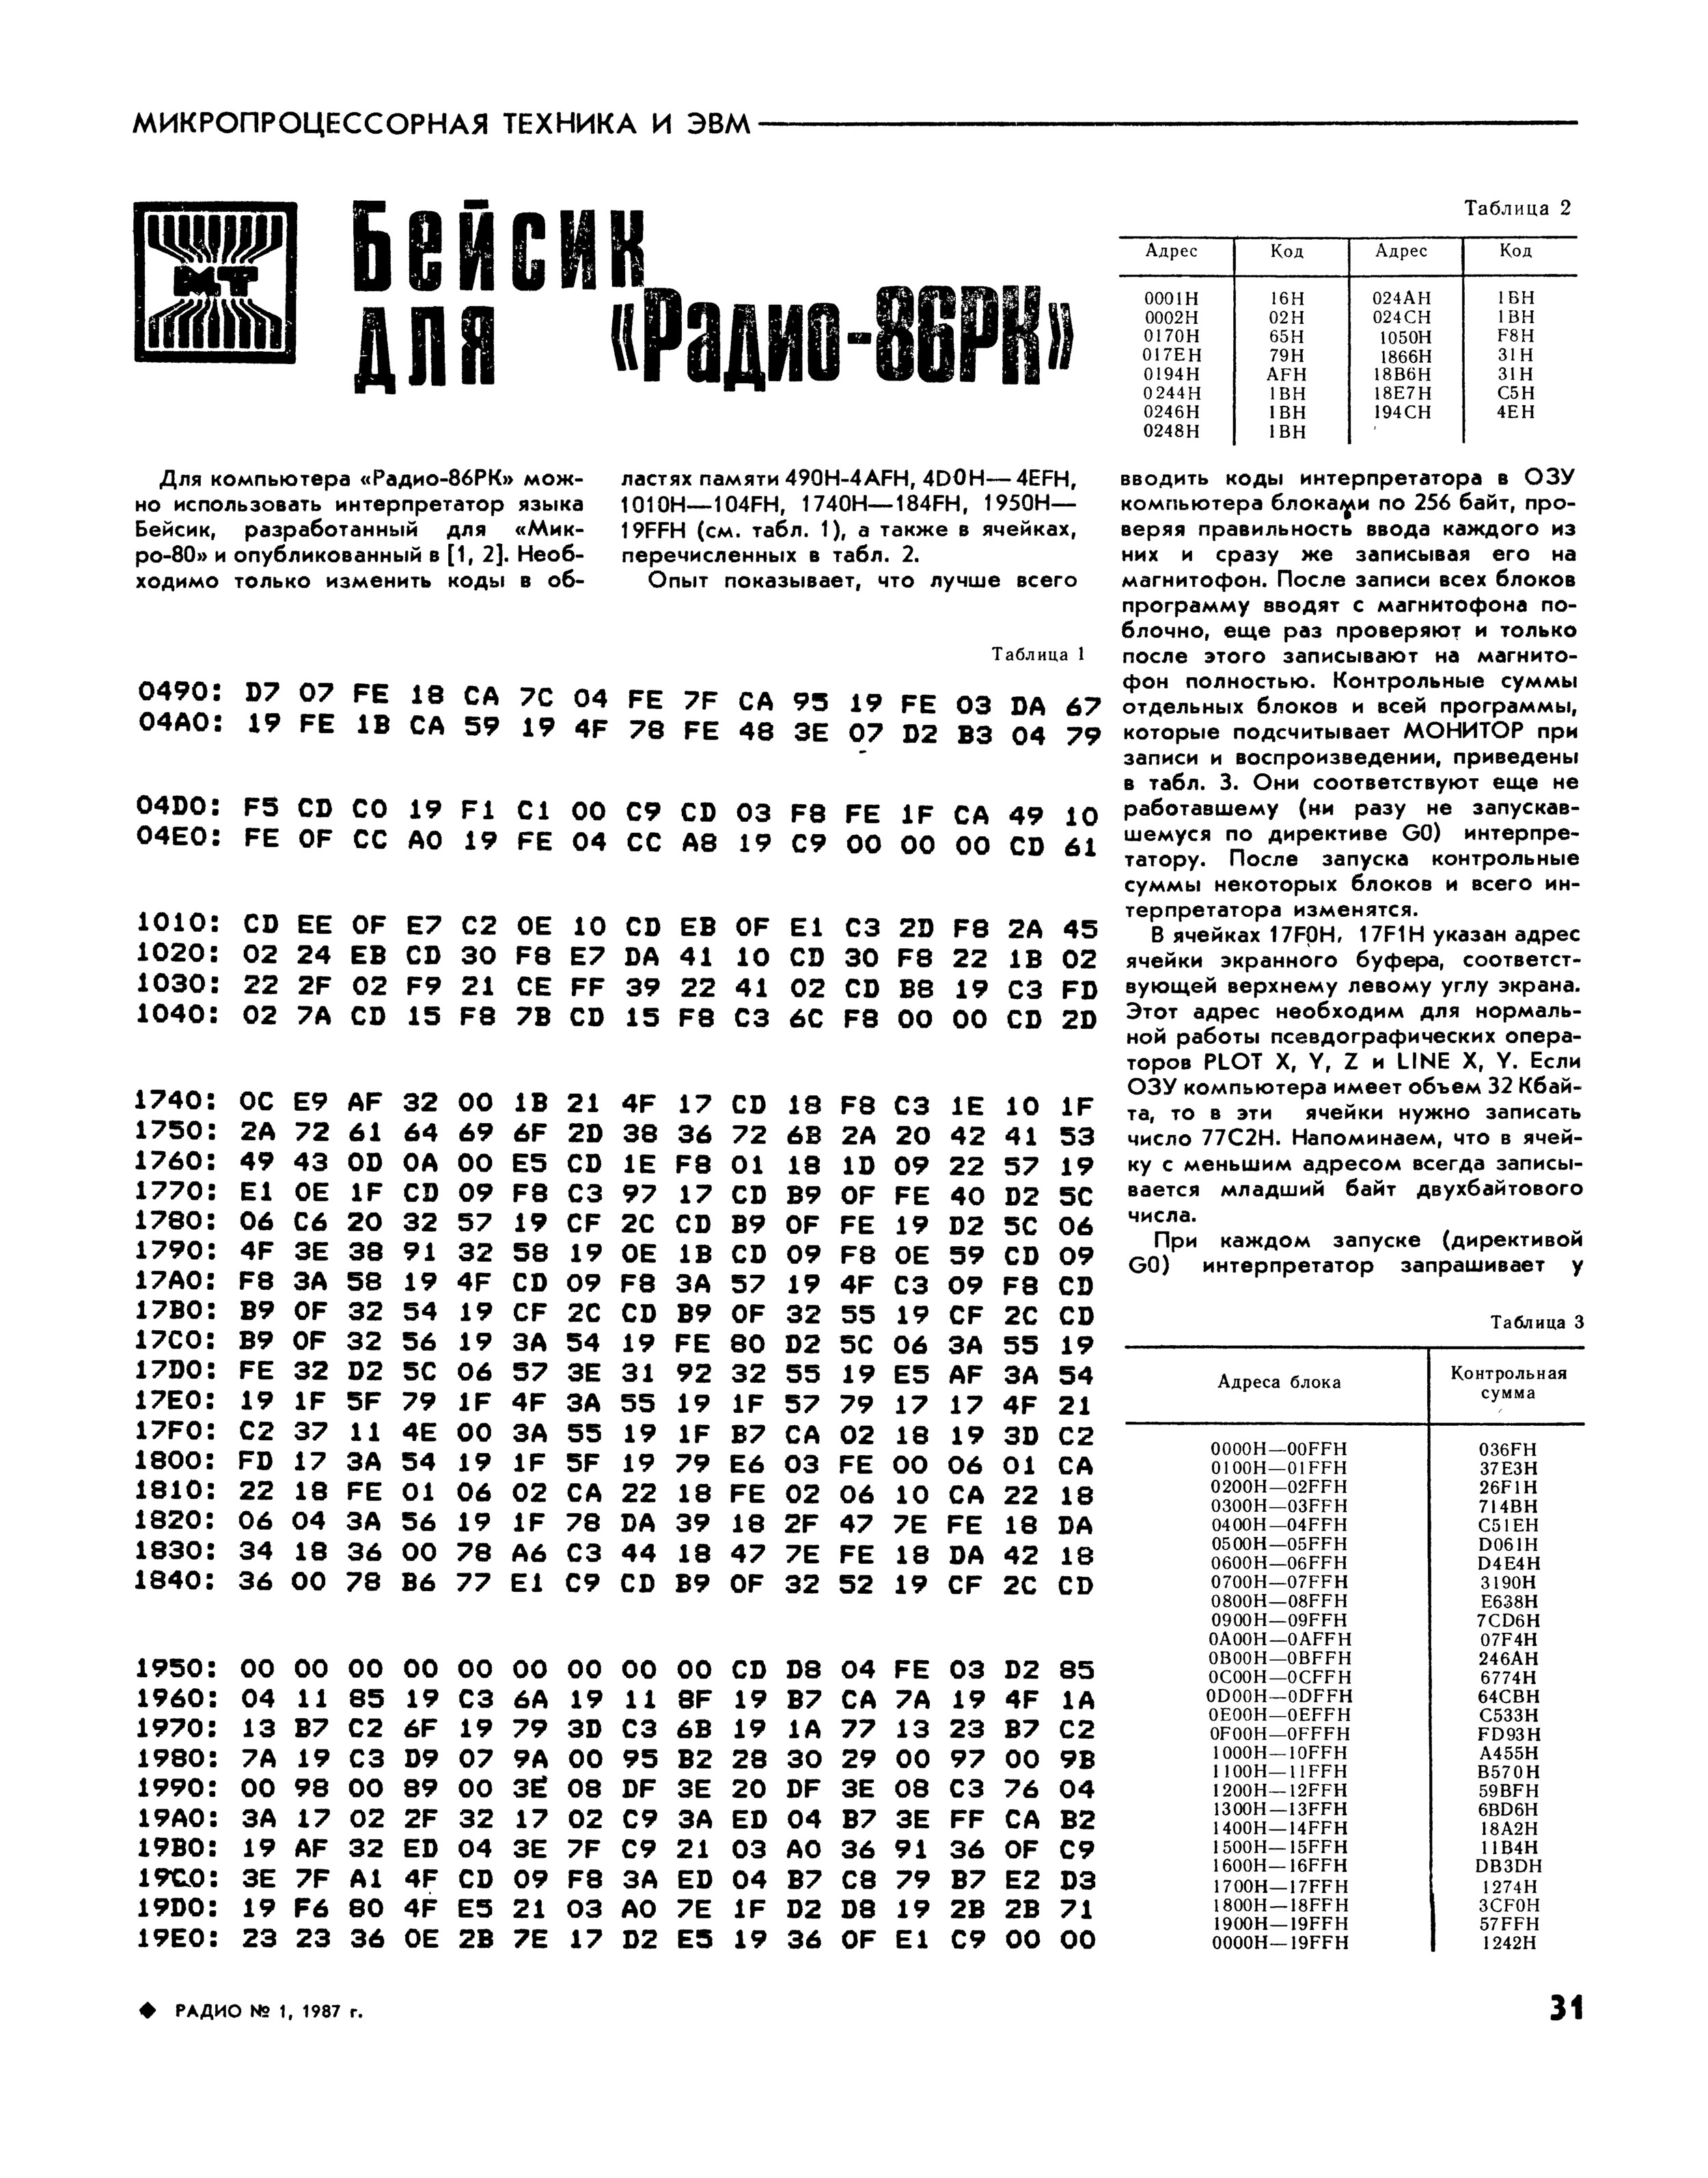 МИКРОПРОЦЕССОРНАЯ ТЕХНИКА И ЭВМ
МТ
Бейсик
для «Радио-86РК»
Для компьютера «Радио-86РК» мож-
но использовать интерпретатор языка
Бейсик, разработанный для «Мик-
ро-80» и опубликованный в [1, 2]. Необ-
ходимо только изменить коды в об-
ластях памяти 490Н-4AFH, 4D0H— 4EFH,
1010H—104FH, 1740H—184FH, 1950H—
19FFH (см. табл. 1), а также в ячейках,
перечисленных в табл. 2.
Опыт показывает, что лучше всего
Таблица 1
0490: D7 07 FE 18 CA 7C 04 FE 7F CA 95 19 FE 03 DA 67
04A0: 19 FE 1B CA 59 19 4F 78 FE 48 3E 07 D2 B3 04 79
04D0: F5 CD C0 19 F1 C1 00 C9 CD 03 F8 FE 1F CA 49 10
04E0: FE 0F CC A0 19 FE 04 CC A8 19 C9 00 00 00 CD 61
1010: CD EE 0F E7 C2 0E 10 CD EB 0F E1 C3 2D F8 2A 45
1020: 02 24 EB CD 30 F8 E7 DA 41 10 CD 30 F8 22 1B 02
1030: 22 2F 02 F9 21 CE FF 39 22 41 02 CD B8 19 C3 FD
1040: 02 7A CD 15 F8 7B CD 15 F8 C3 6C F8 00 00 CD 2D
1740: 0C E9 AF 32 00 1B 21 4F 17 CD 18 F8 C3 1E 10 1F
1750: 2A 72 61 64 69 6F 2D 38 36 72 6B 2A 20 42 41 53
1760: 49 43 0D 0A 00 E5 CD 1E F8 01 18 1D 09 22 57 19
1770: E1 0E 1F CD 09 F8 C3 97 17 CD B9 0F FE 40 D2 5C
1780: 06 C6 20 32 57 19 CF 2C CD B9 0F FE 19 D2 5C 06
1790: 4F 3E 38 91 32 58 19 0E 1B CD 09 F8 0E 59 CD 09
17A0: F8 3A 58 19 4F CD 09 F8 3A 57 19 4F C3 09 F8 CD
17B0: B9 0F 32 54 19 CF 2C CD B9 0F 32 55 19 CF 2C CD
17C0: B9 0F 32 56 19 3A 54 19 FE 80 D2 5C 06 3A 55 19
17D0: FE 32 D2 5C 06 57 3E 31 92 32 55 19 E5 AF 3A 54
17E0: 19 1F 5F 79 1F 4F 3A 55 19 1F 57 79 17 17 4F 21
17F0: C2 37 11 4E 00 3A 55 19 1F B7 CA 02 18 19 3D C2
1800: FD 17 3A 54 19 1F 5F 19 79 E6 03 FE 00 06 01 CA
1810: 22 18 FE 01 06 02 CA 22 18 FE 02 06 10 CA 22 18
1820: 06 04 3A 56 19 1F 78 DA 39 18 2F 47 7E FE 18 DA
1830: 34 18 36 00 78 A6 C3 44 18 47 7E FE 18 DA 42 18
1840: 36 00 78 B6 77 E1 C9 CD B9 0F 32 52 19 CF 2C CD
1950: 00 00 00 00 00 00 00 00 00 CD D8 04 FE 03 D2 85
1960: 04 11 85 19 C3 6A 19 11 8F 19 B7 CA 7A 19 4F 1A
1970: 13 B7 C2 6F 19 79 3D C3 6B 19 1A 77 13 23 B7 C2
1980: 7A 19 C3 D9 07 9A 00 95 B2 28 30 29 00 97 00 9B
1990: 00 98 00 89 00 3E 08 DF 3E 20 DF 3E 08 C3 76 04
19A0: 3A 17 02 2F 32 17 02 C9 3A ED 04 B7 3E FF CA B2
19B0: 19 AF 32 ED 04 3E 7F C9 21 03 A0 36 91 36 0F C9
19C0: 3E 7F A1 4F CD 09 F8 3A ED 04 B7 C8 79 B7 E2 D3
19D0: 19 F6 80 4F E5 21 03 A0 7E 1F D2 D8 19 2B 2B 71
19E0: 23 23 36 0E 2B 7E 17 D2 E5 19 36 0F E1 C9 00 00
Таблица 2
Адрес Код Адрес Код
0001H 16H 024AH 1BH
0002H 02H 024CH 1BH
0170H 65H 1050H F8H
017EH 79H 1866H 31H
0194H AFH 18B6H 31H
0244H 1BH 18E7H C5H
0246H 1BH 194CH 4EH
0248H 1BH
вводить коды интерпретатора в ОЗУ
компьютера блоками по 256 байт, про-
веряя правильность ввода каждого из
них и сразу же записывая его на
магнитофон. После записи всех блоков
программу вводят с магнитофона по-
блочно, еще раз проверяют и только
после этого записывают на магнито-
фон полностью. Контрольные суммы
отдельных блоков и всей программы,
которые подсчитывает МОНИТОР при
записи и воспроизведении, приведены
в табл. 3. Они соответствуют еще не
работавшему (ни разу не запускав-
шемуся по директиве G0) интерпре-
татору. После запуска контрольные
суммы некоторых блоков и всего ин-
терпретатора изменятся.
В ячейках 17F0H, 17F1H указан адрес
ячейки экранного буфера, соответст-
вующей верхнему левому углу экрана.
Этот адрес необходим для нормаль-
ной работы псевдографических опера-
торов PLOT X, Y, Z и LINE X, Y. Если
ОЗУ компьютера имеет объем 32 Кбай-
та, то в эти ячейки нужно записать
число 77C2H. Напоминаем, что в ячей-
ку с меньшим адресом всегда записы-
вается младший байт двухбайтового
числа.
При каждом запуске (директивой
G0) интерпретатор запрашивает у
Таблица 3
Адреса блока Контрольная сумма
0000H—00FFH 036FH
0100H—01FFH 37E3H
0200H—02FFH 26F1H
0300H—03FFH 714BH
0400H—04FFH C51EH
0500H—05FFH D061H
0600H—06FFH D4E4H
0700H—07FFH 3190H
0800H—08FFH E638H
0900H—09FFH 7CD6H
0A00H—0AFFH 07F4H
0B00H—0BFFH 246AH
0C00H—0CFFH 6774H
0D00H—0DFFH 64CBH
0E00H—0EFFH C533H
0F00H—0FFFH FD93H
1000H—10FFH A455H
1100H—11FFH B570H
1200H—12FFH 59BFH
1300H—13FFH 6BD6H
1400H—14FFH 18A2H
1500H—15FFH 11B4H
1600H—16FFH DB3DH
1700H—17FFH 1274H
1800H—18FFH 3CF0H
1900H—19FFH 57FFH
0000H—19FFH 1242H
◆ РАДИО № 1, 1987 г.
31